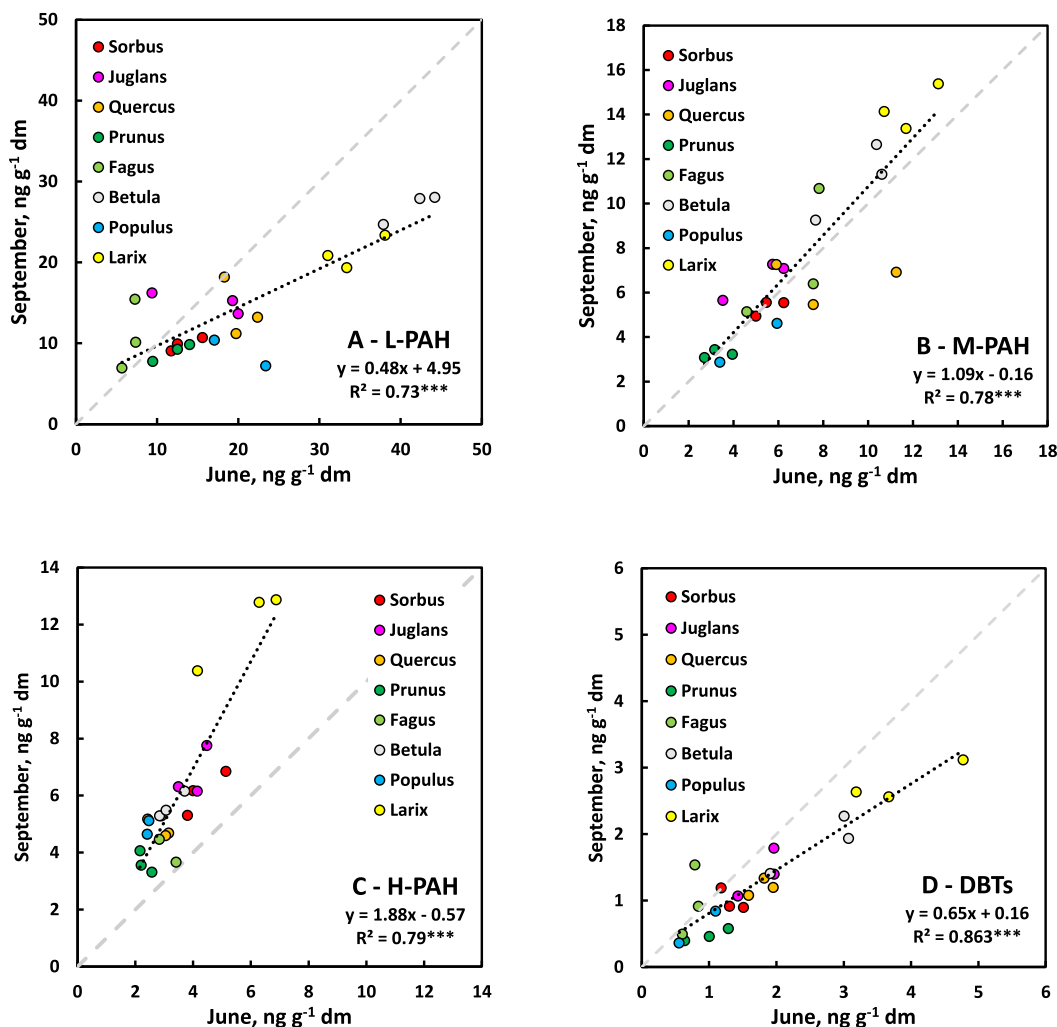 50
40
30
20
10
0
September, ng g⁻¹ dm
Sorbus
Juglans
Quercus
Prunus
Fagus
Betula
Populus
Larix
A - L-PAH
y = 0.48x + 4.95
R² = 0.73***
0 10 20 30 40 50
June, ng g⁻¹ dm
18
16
14
12
10
8
6
4
2
0
September, ng g⁻¹ dm
Sorbus
Juglans
Quercus
Prunus
Fagus
Betula
Populus
Larix
B - M-PAH
y = 1.09x - 0.16
R² = 0.78***
0 2 4 6 8 10 12 14 16 18
June, ng g⁻¹ dm
14
12
10
8
6
4
2
0
September, ng g⁻¹ dm
Sorbus
Juglans
Quercus
Prunus
Fagus
Betula
Populus
Larix
C - H-PAH
y = 1.88x - 0.57
R² = 0.79***
0 2 4 6 8 10 12 14
June, ng g⁻¹ dm
6
5
4
3
2
1
0
September, ng g⁻¹ dm
Sorbus
Juglans
Quercus
Prunus
Fagus
Betula
Populus
Larix
D - DBTs
y = 0.65x + 0.16
R² = 0.863***
0 1 2 3 4 5 6
June, ng g⁻¹ dm